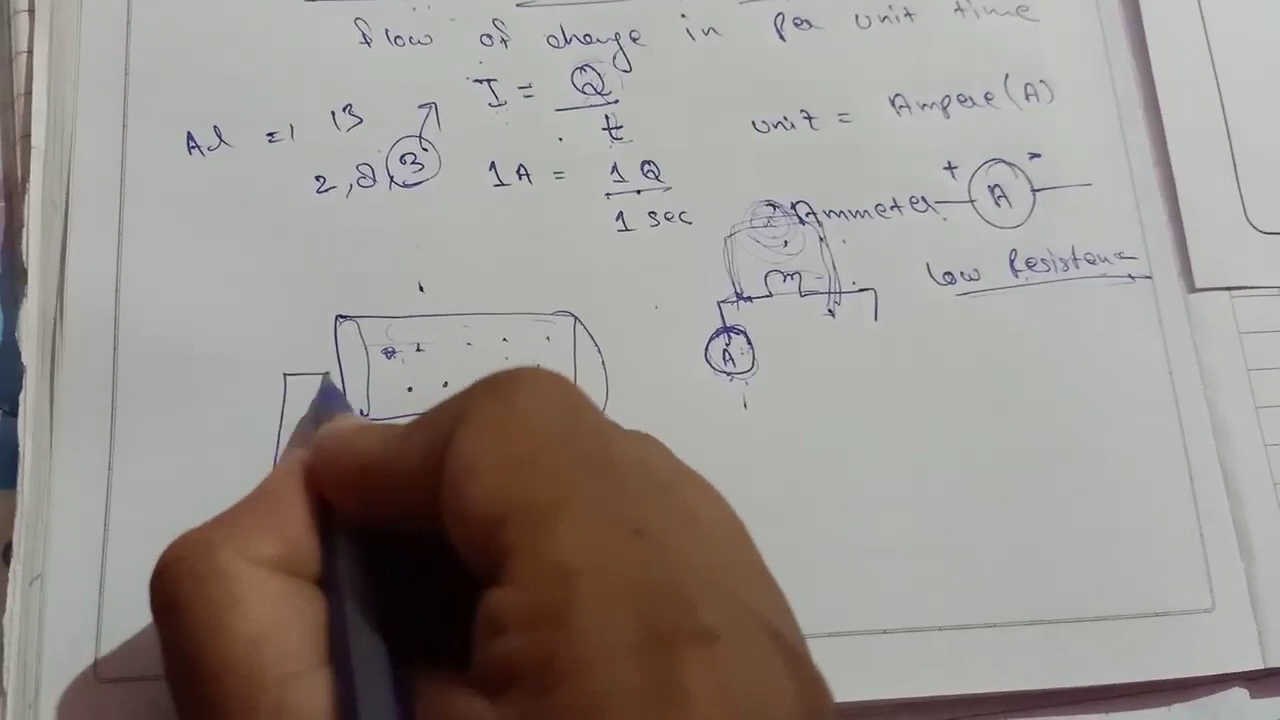 flow of charge in per unit time
I = Q / t
unit = Ampere (A)
Al = 13
2, 8, 3
1A = 1 Q / 1 sec
Ammeter + A -
low Resistance
A